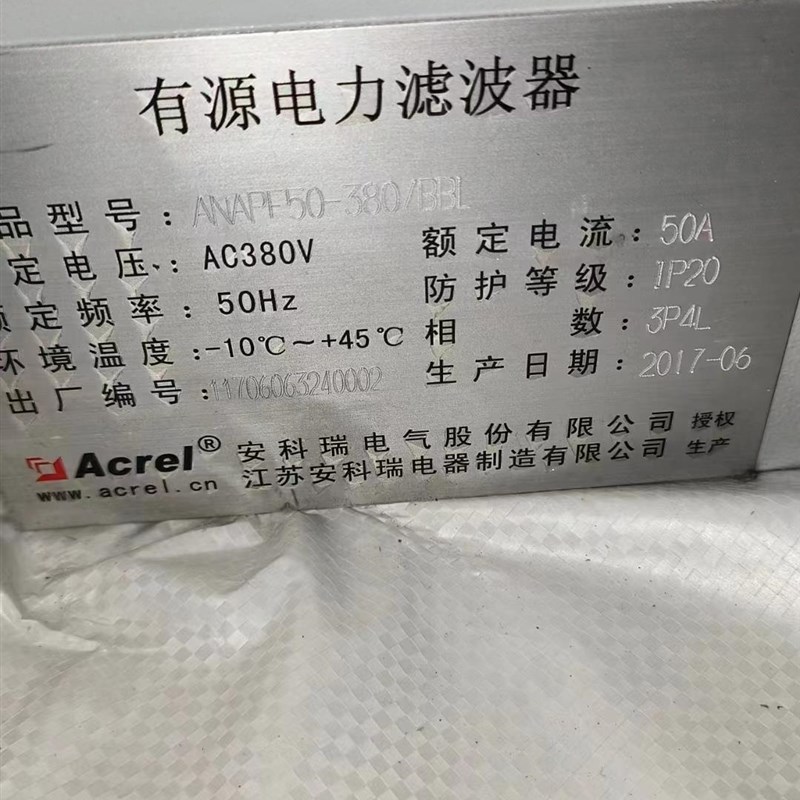 有源电力滤波器
品型号：ANAPF50-380/BBL
定电压：AC380V 额定电流：50A
额定频率：50Hz 防护等级：IP20
环境温度：-10℃～+45℃ 相数：3P4L
出厂编号：11706063240002 生产日期：2017-06
Acrel® 安科瑞电气股份有限公司 授权
www.acrel.cn 江苏安科瑞电器制造有限公司 生产